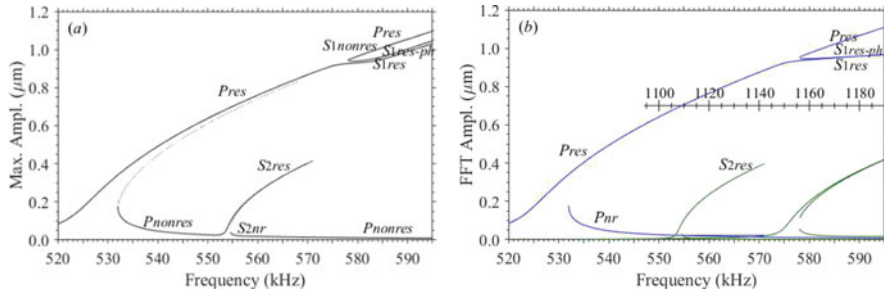 (a)
Max. Ampl. (μm)
1.2
1.0
0.8
0.6
0.4
0.2
0.0
Pres
S1nonres
S1res-ph
S1res
Pres
S2res
Pnonres
S2nr
Pnonres
520 530 540 550 560 570 580 590
Frequency (kHz)
(b)
FFT Ampl. (μm)
1.2
1.0
0.8
0.6
0.4
0.2
0.0
Pres
S1res-ph
S1res
1100 1120 1140 1160 1180
Pres
S2res
Pnr
520 530 540 550 560 570 580 590
Frequency (kHz)